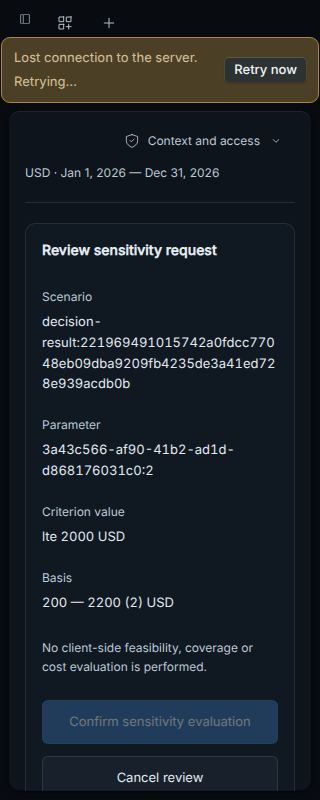 Lost connection to the server.
Retrying...
Retry now
Context and access
USD · Jan 1, 2026 — Dec 31, 2026
Review sensitivity request
Scenario
decision-
result:221969491015742a0fdcc770
48eb09dba9209fb4235de3a41ed72
8e939acdb0b
Parameter
3a43c566-af90-41b2-ad1d-
d868176031c0:2
Criterion value
lte 2000 USD
Basis
200 — 2200 (2) USD
No client-side feasibility, coverage or
cost evaluation is performed.
Confirm sensitivity evaluation
Cancel review